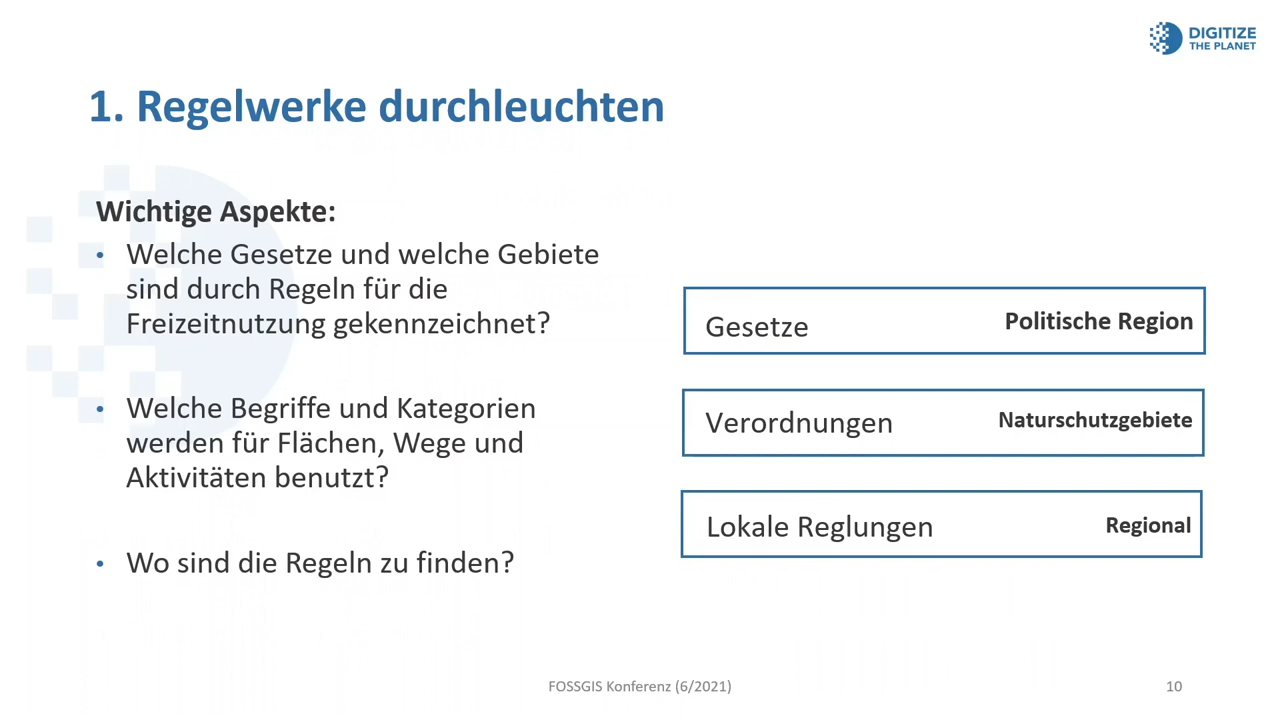 DIGITIZE
THE PLANET
1. Regelwerke durchleuchten
Wichtige Aspekte:
• Welche Gesetze und welche Gebiete
sind durch Regeln für die
Freizeitnutzung gekennzeichnet?
• Welche Begriffe und Kategorien
werden für Flächen, Wege und
Aktivitäten benutzt?
• Wo sind die Regeln zu finden?
Gesetze Politische Region
Verordnungen Naturschutzgebiete
Lokale Reglungen Regional
FOSSGIS Konferenz (6/2021) 10